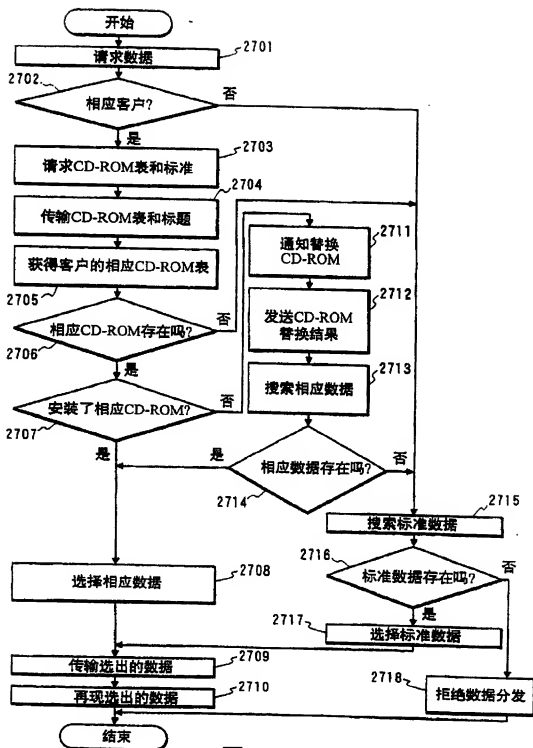 开始
请求数据
2701
2702
相应客户?
否
是
2703
请求CD-ROM表和标准
2704
传输CD-ROM表和标题
获得客户的相应CD-ROM表
2705
相应CD-ROM存在吗?
否
2706
是
安装了相应CD-ROM?
否
2707
是
通知替换
CD-ROM
2711
发送CD-ROM
替换结果
2712
搜索相应数据
2713
相应数据存在吗?
是
否
2714
选择相应数据
2708
搜索标准数据
2715
2716
标准数据存在吗?
否
是
2717
选择标准数据
传输选出的数据
2709
再现选出的数据
2710
2718
拒绝数据分发
结束